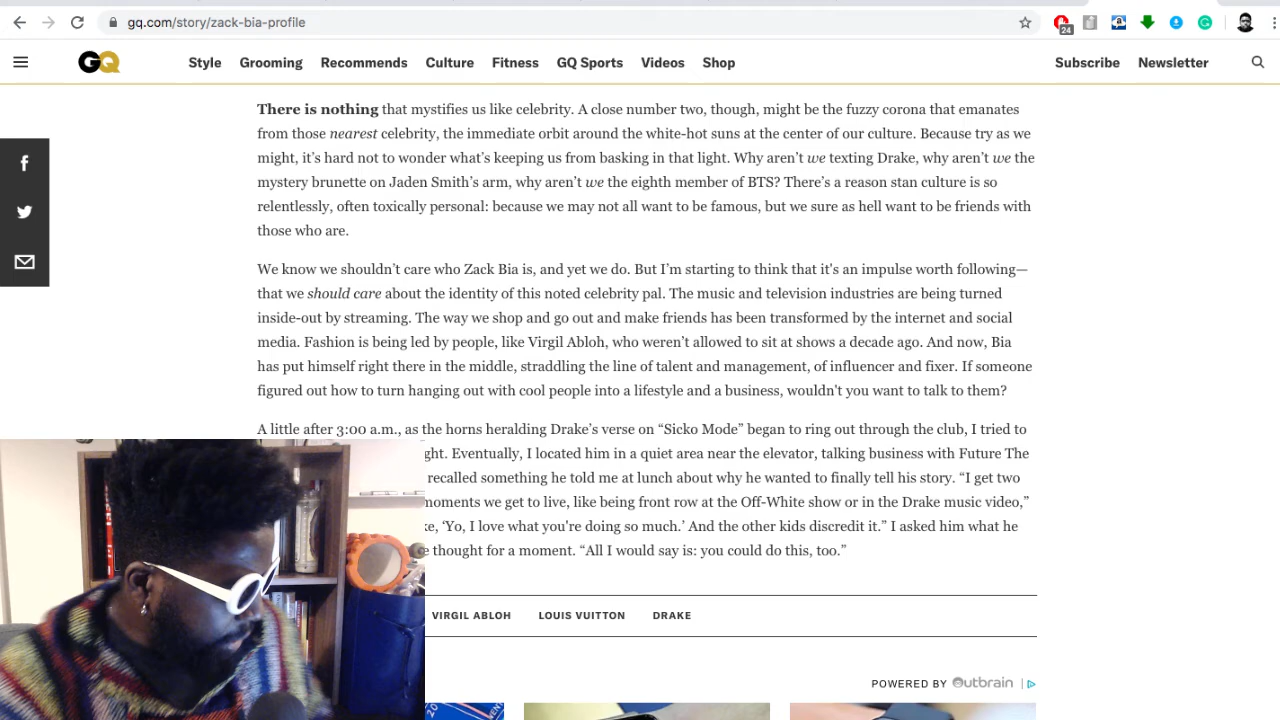 gq.com/story/zack-bia-profile
24
GQ
Style Grooming Recommends Culture Fitness GQ Sports Videos Shop
Subscribe Newsletter
There is nothing that mystifies us like celebrity. A close number two, though, might be the fuzzy corona that emanates
from those nearest celebrity, the immediate orbit around the white-hot suns at the center of our culture. Because try as we
might, it’s hard not to wonder what’s keeping us from basking in that light. Why aren’t we texting Drake, why aren’t we the
mystery brunette on Jaden Smith’s arm, why aren’t we the eighth member of BTS? There’s a reason stan culture is so
relentlessly, often toxically personal: because we may not all want to be famous, but we sure as hell want to be friends with
those who are.
We know we shouldn’t care who Zack Bia is, and yet we do. But I’m starting to think that it's an impulse worth following—
that we should care about the identity of this noted celebrity pal. The music and television industries are being turned
inside-out by streaming. The way we shop and go out and make friends has been transformed by the internet and social
media. Fashion is being led by people, like Virgil Abloh, who weren’t allowed to sit at shows a decade ago. And now, Bia
has put himself right there in the middle, straddling the line of talent and management, of influencer and fixer. If someone
figured out how to turn hanging out with cool people into a lifestyle and a business, wouldn't you want to talk to them?
A little after 3:00 a.m., as the horns heralding Drake’s verse on “Sicko Mode” began to ring out through the club, I tried to
ght. Eventually, I located him in a quiet area near the elevator, talking business with Future The
recalled something he told me at lunch about why he wanted to finally tell his story. “I get two
moments we get to live, like being front row at the Off-White show or in the Drake music video,”
ke, ‘Yo, I love what you're doing so much.’ And the other kids discredit it.” I asked him what he
e thought for a moment. “All I would say is: you could do this, too.”
VIRGIL ABLOH LOUIS VUITTON DRAKE
POWERED BY Outbrain